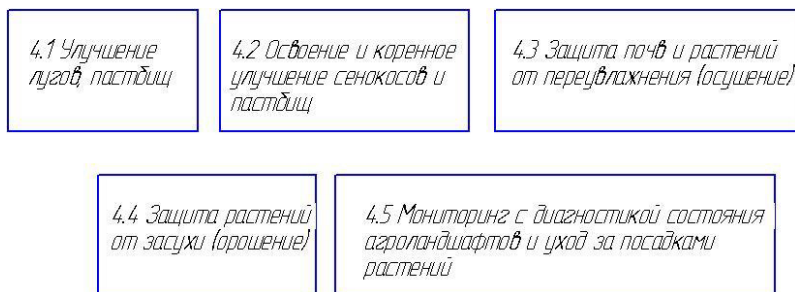 4.1 Улучшение
лугов, пастбищ
4.2 Освоение и коренное
улучшение сенокосов и
пастбищ
4.3 Защита почв и растений
от переувлажнения (осушение)
4.4 Защита растений
от засухи (орошение)
4.5 Мониторинг с диагностикой состояния
агроландшафтов и уход за посадками
растений